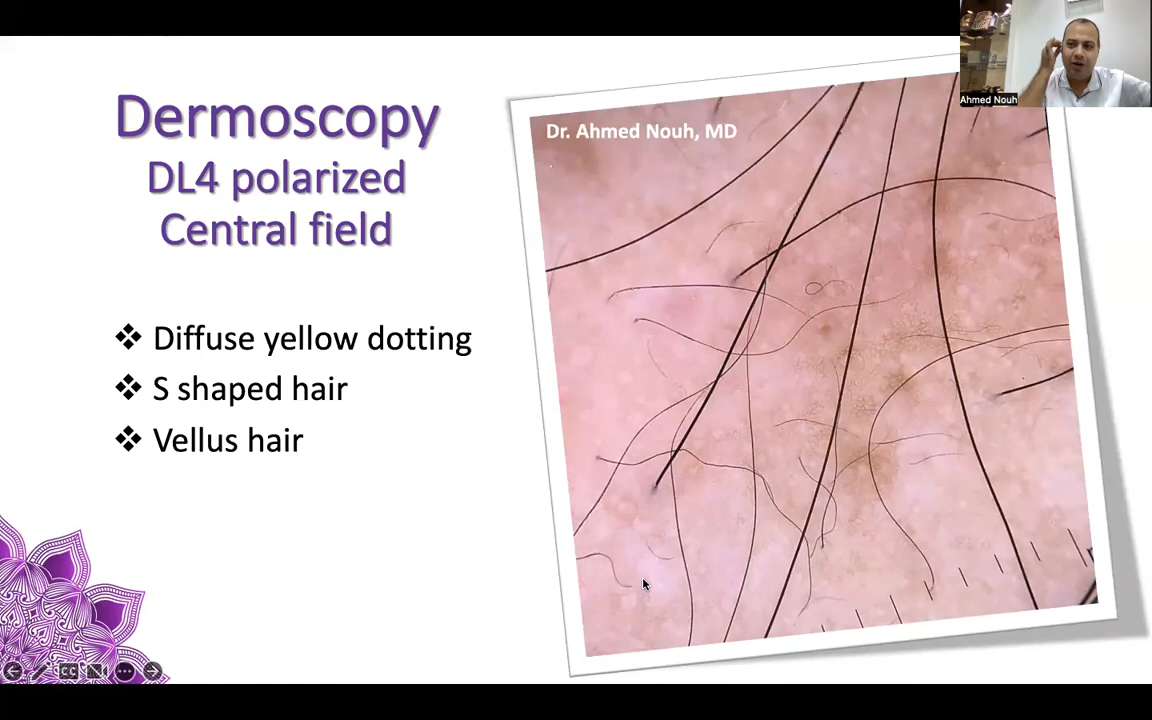 Dermoscopy
DL4 polarized
Central field
❖ Diffuse yellow dotting
❖ S shaped hair
❖ Vellus hair
Dr. Ahmed Nouh, MD
Ahmed Nouh